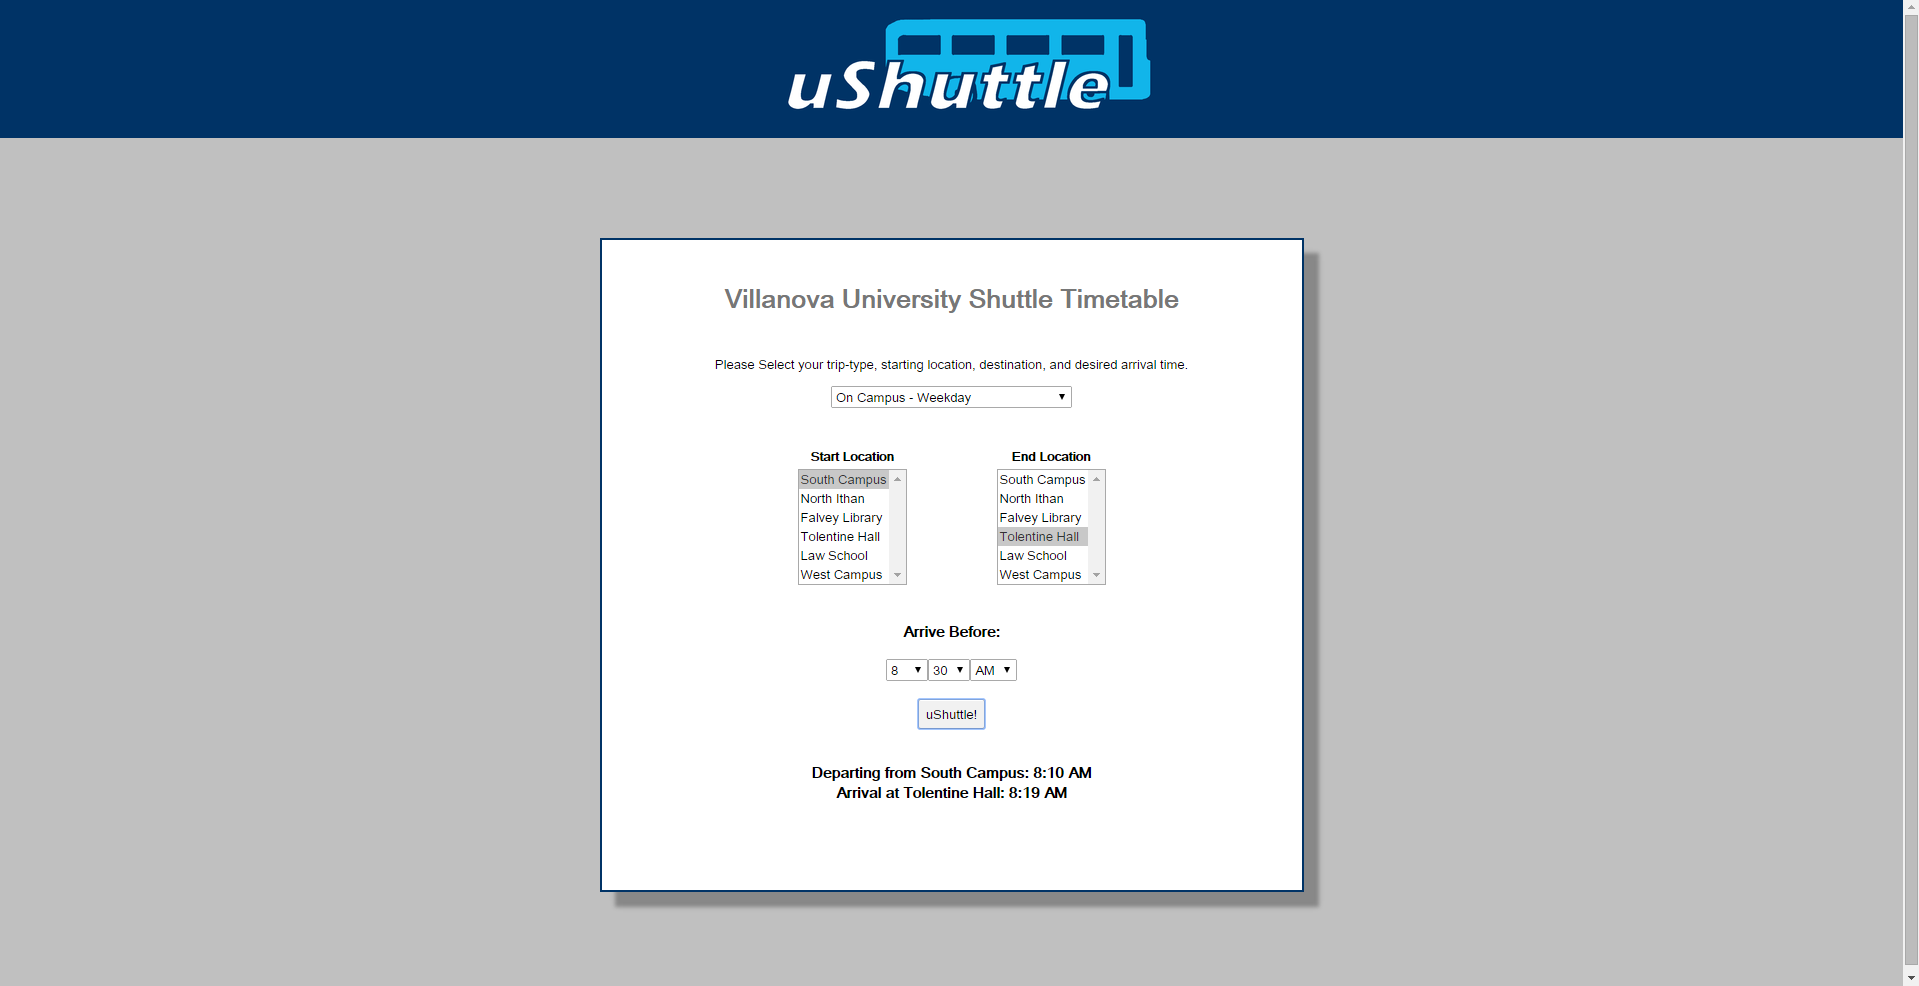 uShuttle
Villanova University Shuttle Timetable
Please Select your trip-type, starting location, destination, and desired arrival time.
On Campus - Weekday
Start Location
South Campus
North Ithan
Falvey Library
Tolentine Hall
Law School
West Campus
End Location
South Campus
North Ithan
Falvey Library
Tolentine Hall
Law School
West Campus
Arrive Before:
8 30 AM
uShuttle!
Departing from South Campus: 8:10 AM
Arrival at Tolentine Hall: 8:19 AM